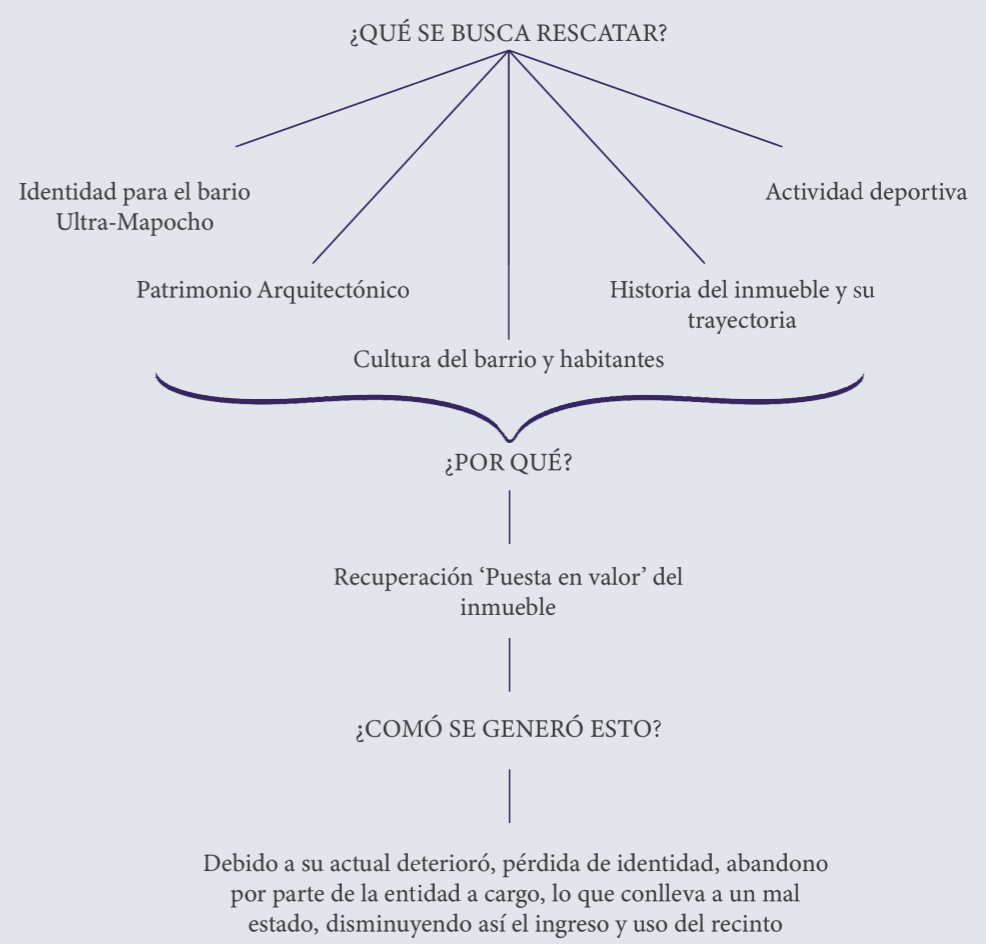 ¿QUÉ SE BUSCA RESCATAR?
Identidad para el bario
Ultra-Mapocho
Actividad deportiva
Patrimonio Arquitectónico
Historia del inmueble y su
trayectoria
Cultura del barrio y habitantes
¿POR QUÉ?
Recuperación ‘Puesta en valor’ del
inmueble
¿COMÓ SE GENERÓ ESTO?
Debido a su actual deterioró, pérdida de identidad, abandono
por parte de la entidad a cargo, lo que conlleva a un mal
estado, disminuyendo así el ingreso y uso del recinto